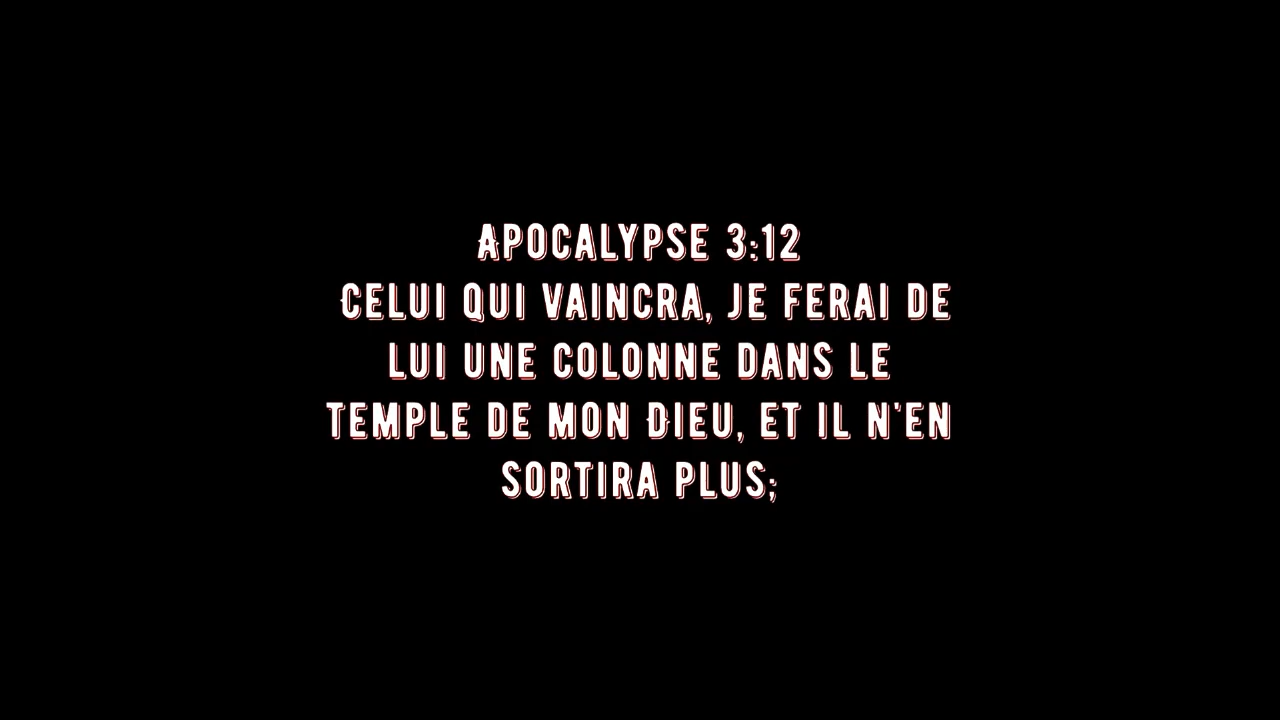 Apocalypse 3:12
Celui qui vaincra, je ferai de
lui une colonne dans le
temple de mon Dieu, et il n'en
sortira plus;